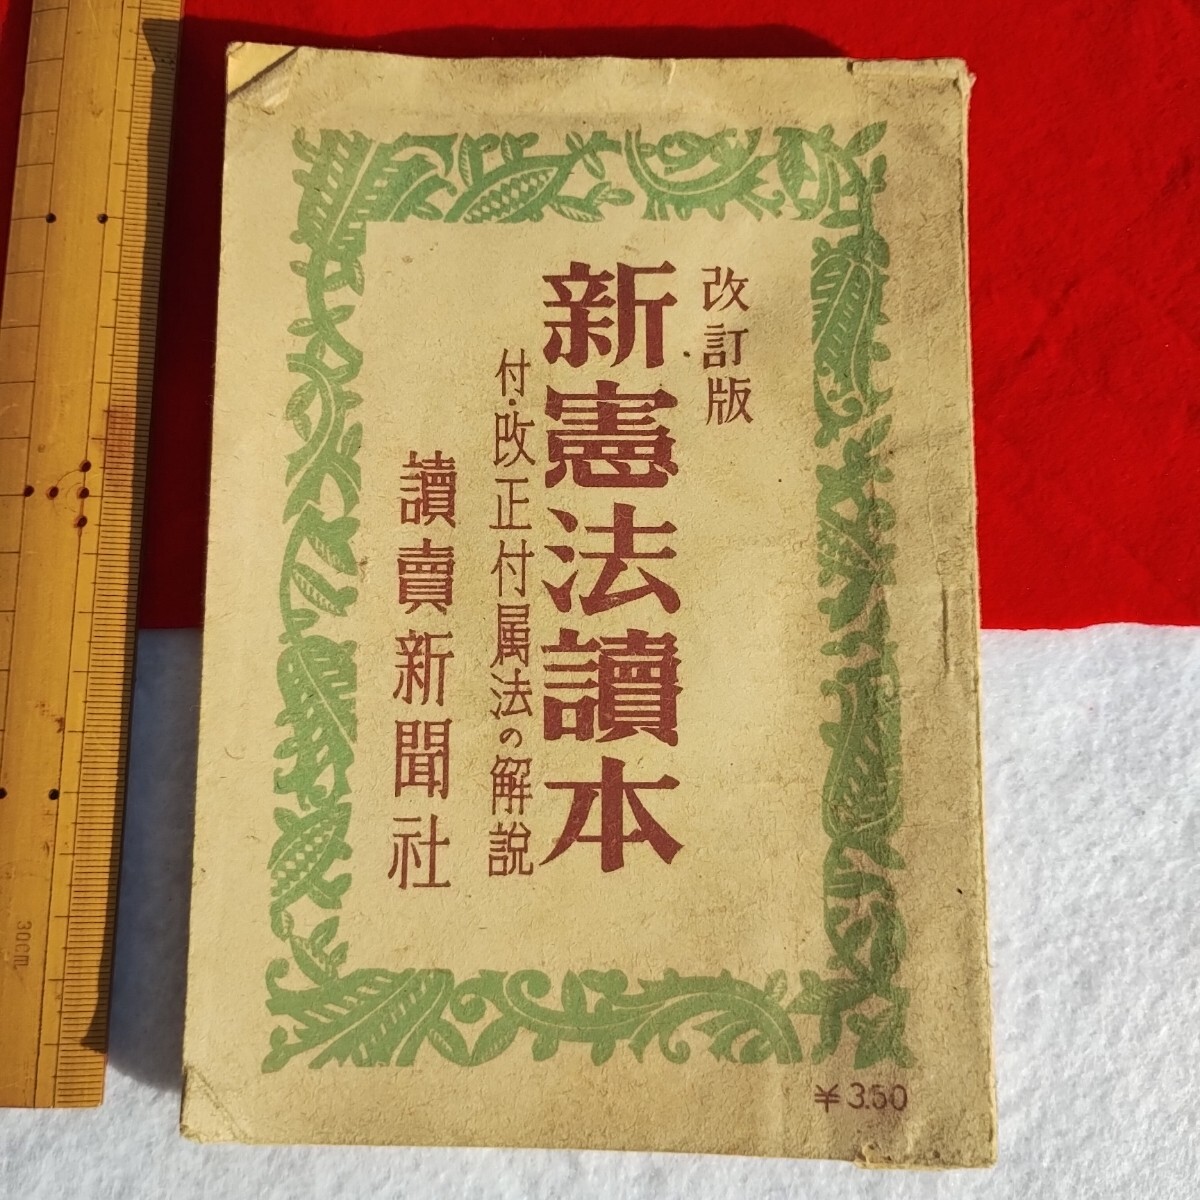 改訂版
新憲法讀本
付・改正付属法の解説
讀賣新聞社
¥3.50
30cm